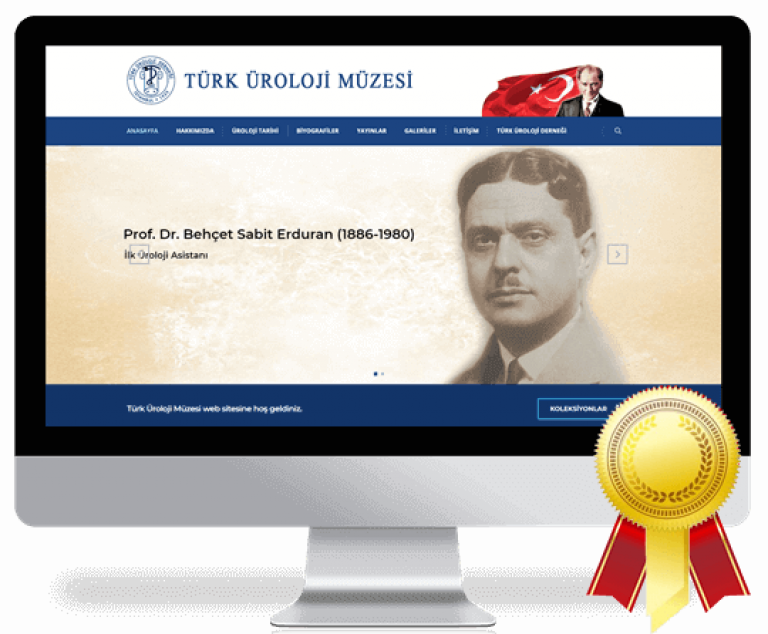 TÜRK ÜROLOJİ MÜZESİ
ANASAYFA HAKKIMIZDA ÜROLOJİ TARİHİ BİYOGRAFİLER YAYINLAR GALERİLER İLETİŞİM TÜRK ÜROLOJİ DERNEĞİ
Prof. Dr. Behçet Sabit Erduran (1886-1980)
İlk Üroloji Asistanı
Türk Üroloji Müzesi web sitesine hoş geldiniz.
KOLEKSİYONLAR